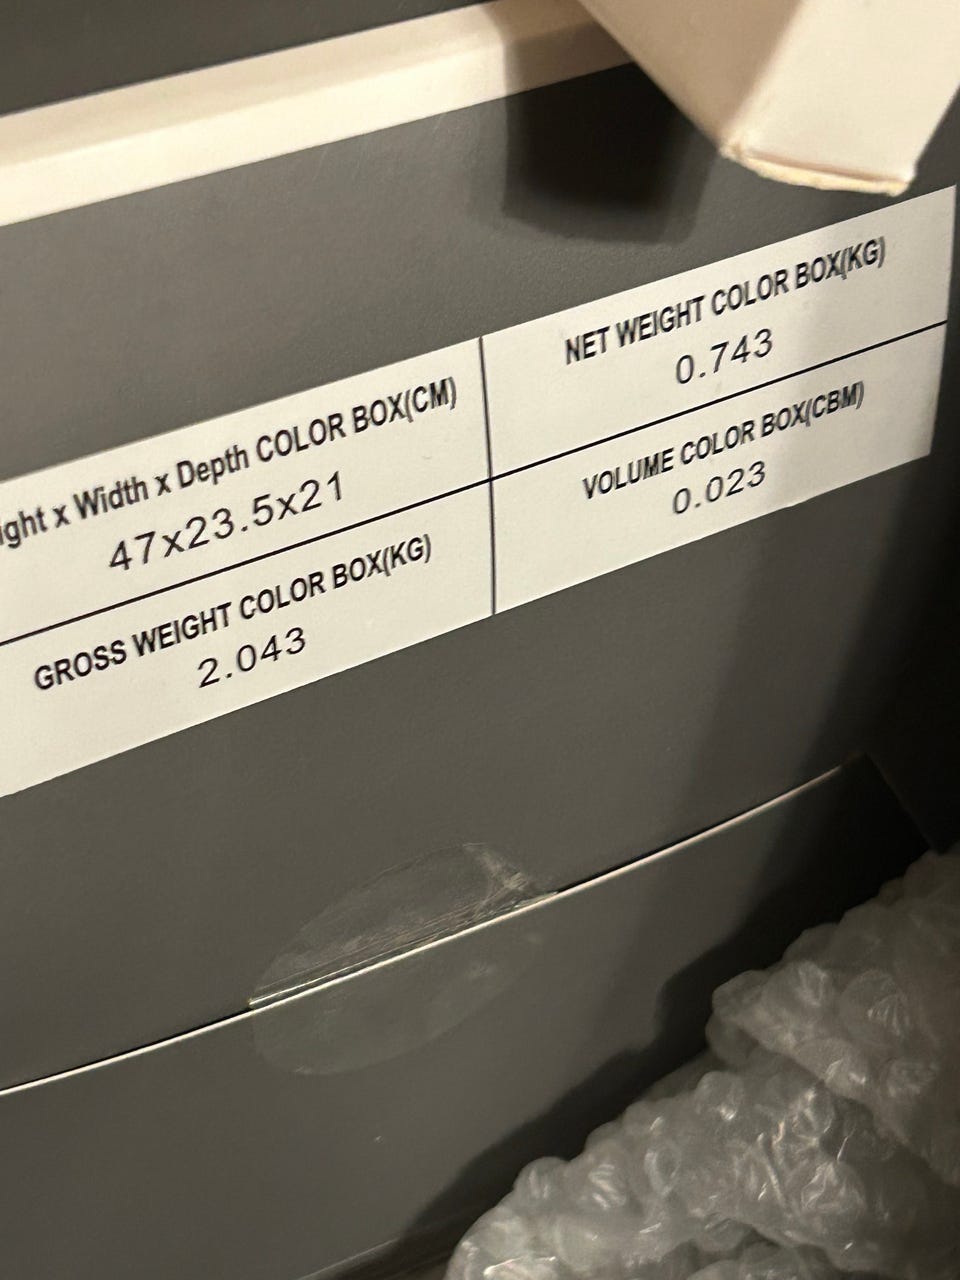 x Width x Depth COLOR BOX(CM)
47x23.5x21
NET WEIGHT COLOR BOX(KG)
0.743
GROSS WEIGHT COLOR BOX(KG)
2.043
VOLUME COLOR BOX(CBM)
0.023